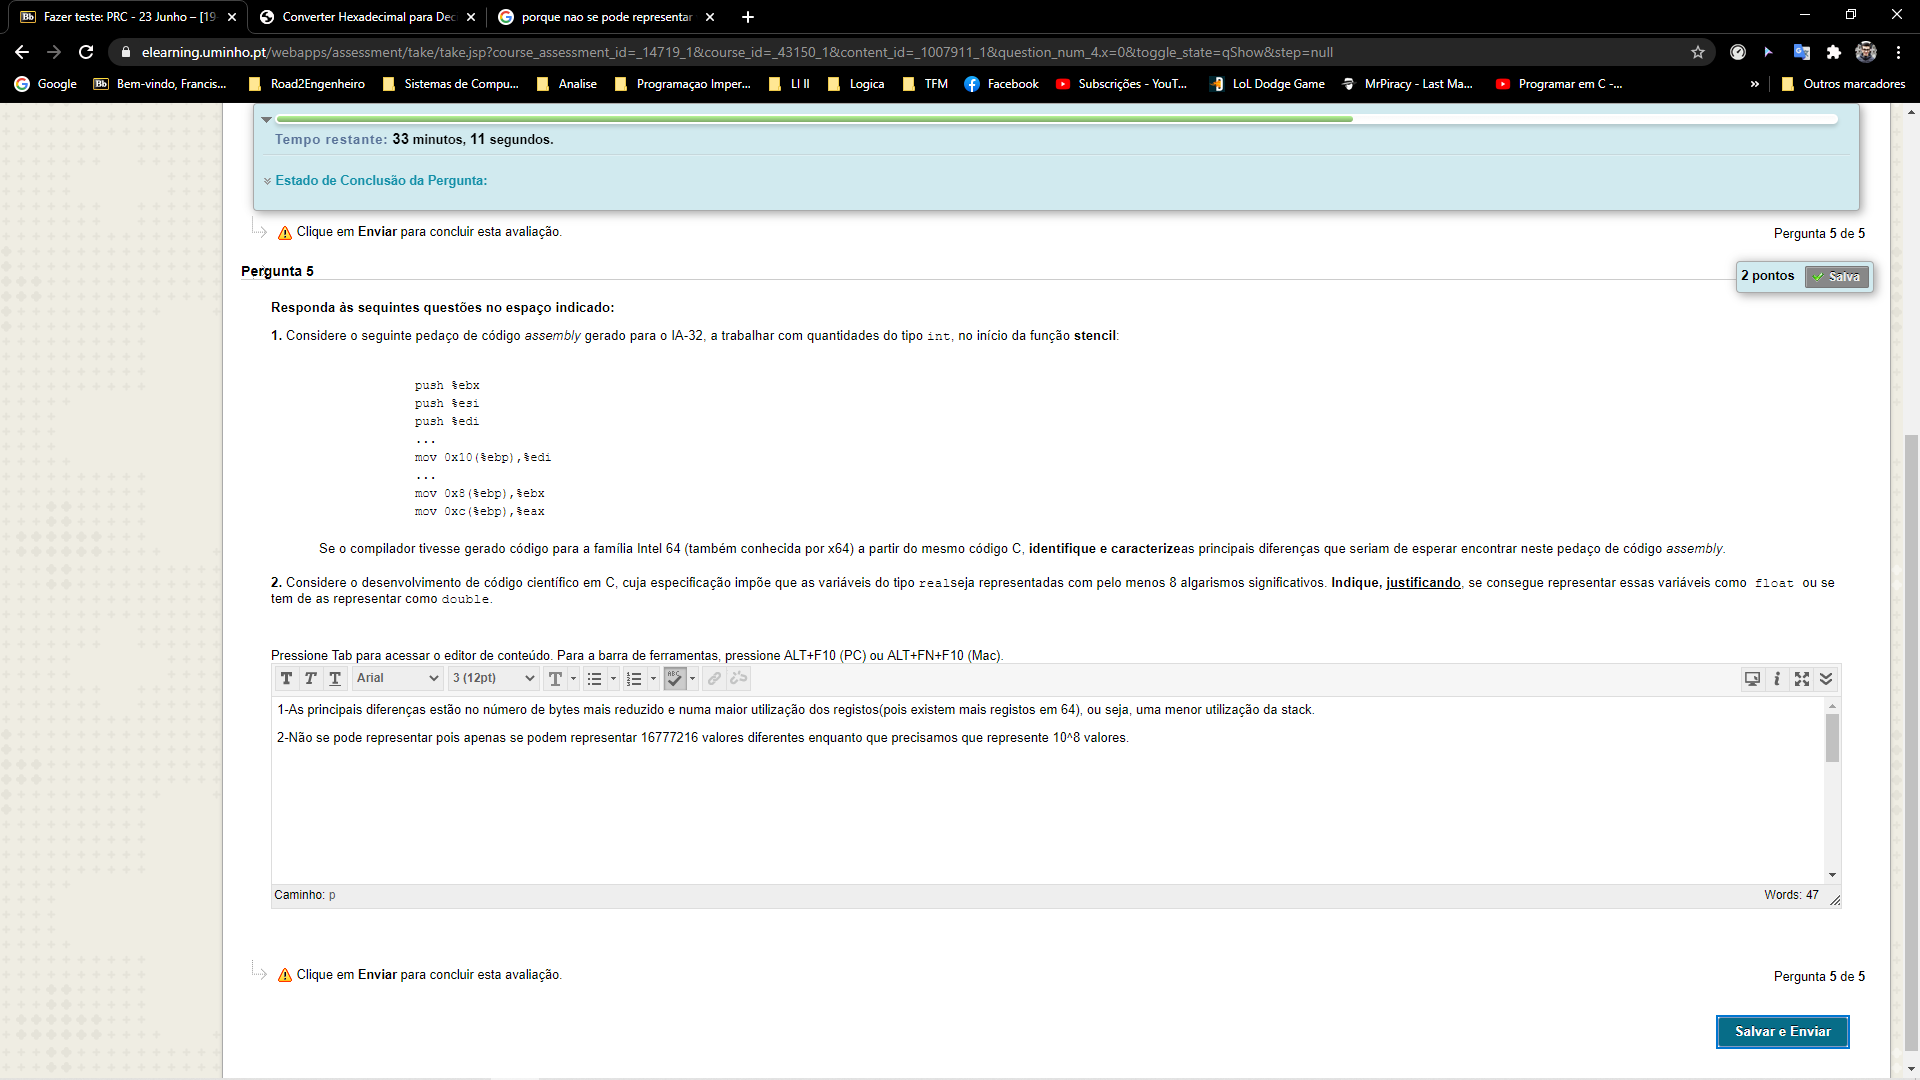 Fazer teste: PRC - 23 Junho – [19-
Converter Hexadecimal para Dec
porque nao se pode representar
elearning.uminho.pt/webapps/assessment/take/take.jsp?course_assessment_id=_14719_1&course_id=_43150_1&content_id=_1007911_1&question_num_4.x=0&toggle_state=qShow&step=null
Google
Bb Bem-vindo, Francis...
Road2Engenheiro
Sistemas de Compu...
Analise
Programaçao Imper...
LI II
Logica
TFM
Facebook
Subscrições - YouT...
LoL Dodge Game
MrPiracy - Last Ma...
Programar em C -...
»
Outros marcadores
Tempo restante: 33 minutos, 11 segundos.
Estado de Conclusão da Pergunta:
Clique em Enviar para concluir esta avaliação.
Pergunta 5 de 5
Pergunta 5
2 pontos
Salva
Responda às sequintes questões no espaço indicado:
1. Considere o seguinte pedaço de código assembly gerado para o IA-32, a trabalhar com quantidades do tipo int, no início da função stencil:
push %ebx
push %esi
push %edi
...
mov 0x10(%ebp),%edi
...
mov 0x8(%ebp),%ebx
mov 0xc(%ebp),%eax
Se o compilador tivesse gerado código para a família Intel 64 (também conhecida por x64) a partir do mesmo código C, identifique e caracterizeas principais diferenças que seriam de esperar encontrar neste pedaço de código assembly.
2. Considere o desenvolvimento de código científico em C, cuja especificação impõe que as variáveis do tipo realseja representadas com pelo menos 8 algarismos significativos. Indique, justificando, se consegue representar essas variáveis como float ou se
tem de as representar como double.
Pressione Tab para acessar o editor de conteúdo. Para a barra de ferramentas, pressione ALT+F10 (PC) ou ALT+FN+F10 (Mac).
T T T Arial 3 (12pt) T ABC i
1-As principais diferenças estão no número de bytes mais reduzido e numa maior utilização dos registos(pois existem mais registos em 64), ou seja, uma menor utilização da stack.
2-Não se pode representar pois apenas se podem representar 16777216 valores diferentes enquanto que precisamos que represente 10^8 valores.
Caminho: p
Words: 47
Clique em Enviar para concluir esta avaliação.
Pergunta 5 de 5
Salvar e Enviar